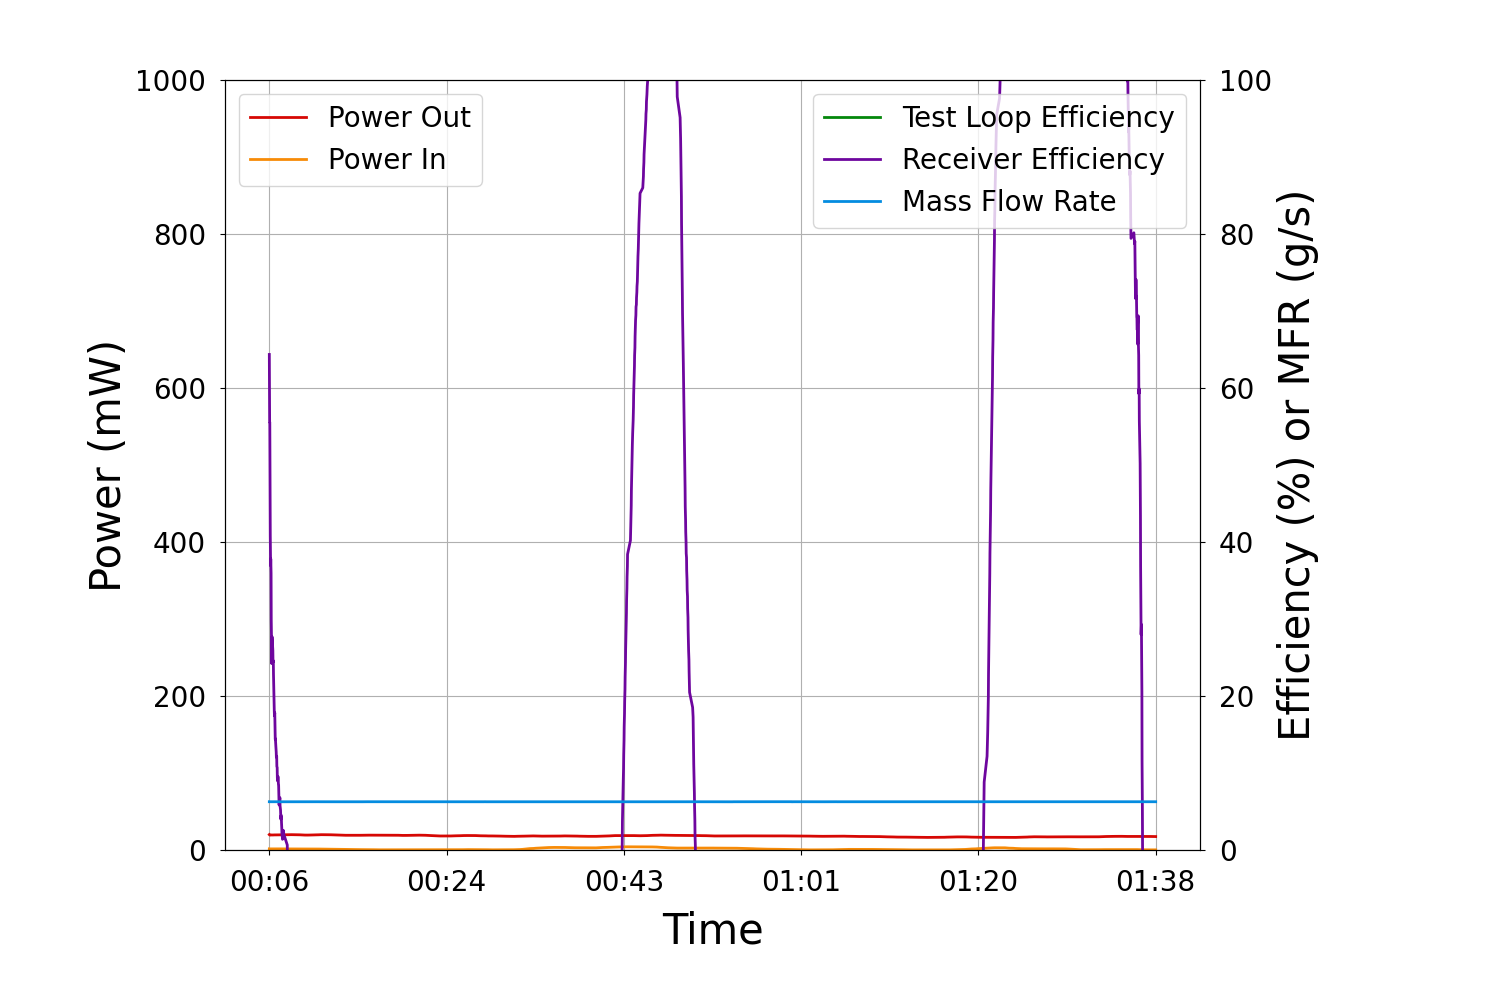 1000
800
600
400
200
0
Power (mW)
Power Out
Power In
Test Loop Efficiency
Receiver Efficiency
Mass Flow Rate
100
80
60
40
20
0
Efficiency (%) or MFR (g/s)
00:06 00:24 00:43 01:01 01:20 01:38
Time